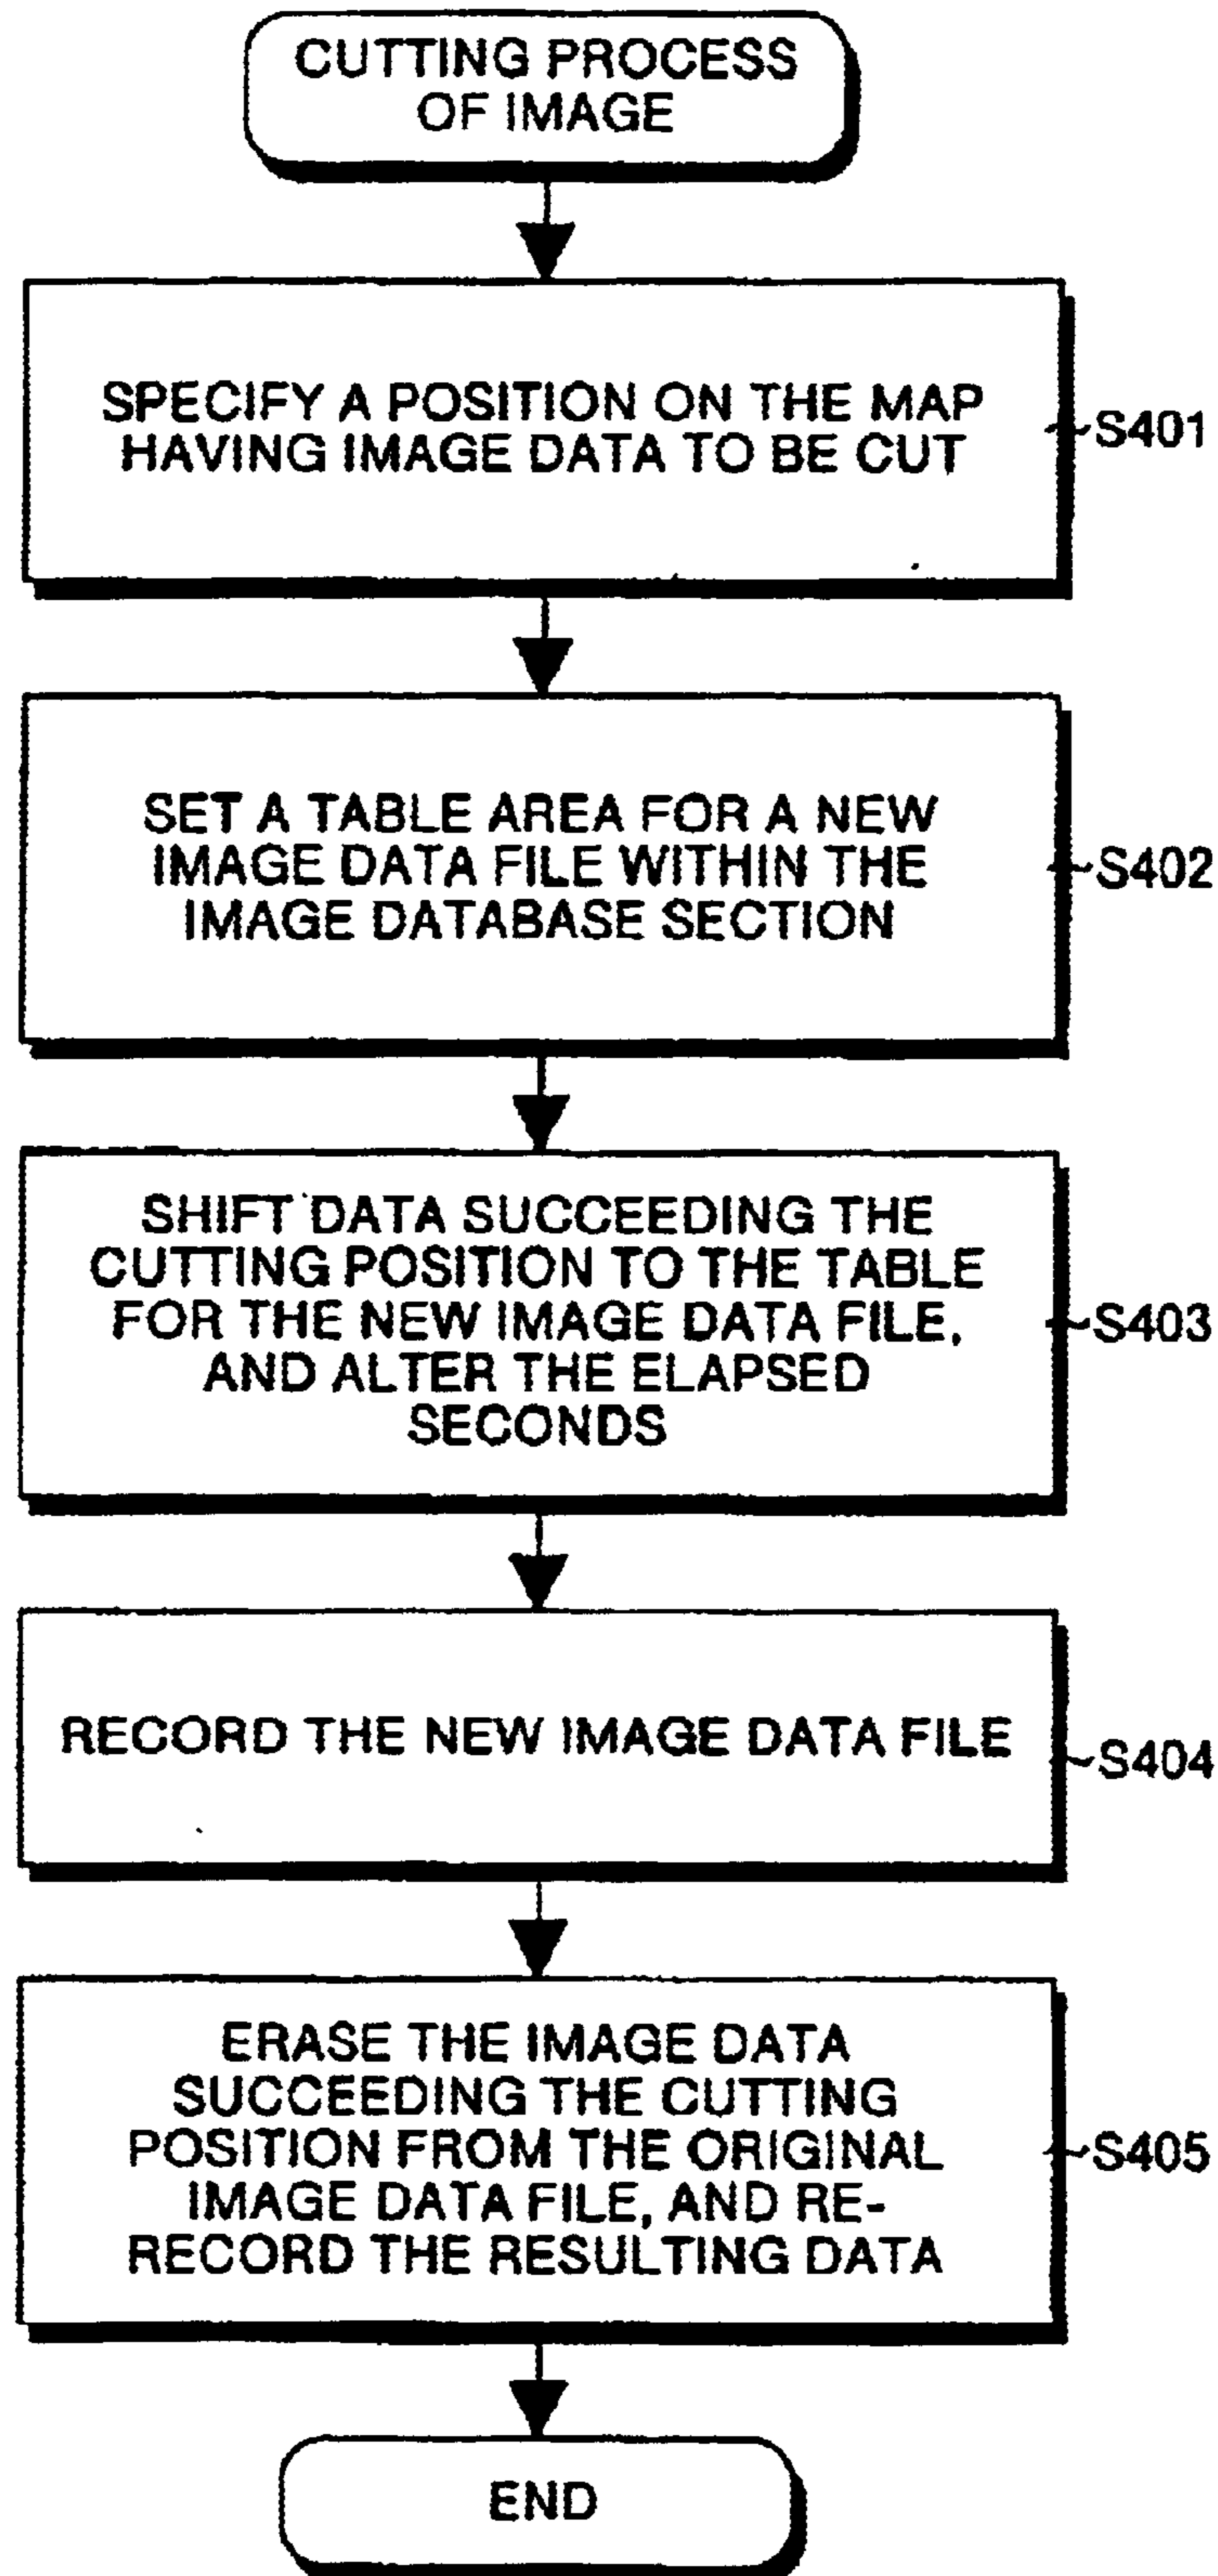 CUTTING PROCESS
OF IMAGE
SPECIFY A POSITION ON THE MAP
HAVING IMAGE DATA TO BE CUT
S401
SET A TABLE AREA FOR A NEW
IMAGE DATA FILE WITHIN THE
IMAGE DATABASE SECTION
S402
SHIFT DATA SUCCEEDING THE
CUTTING POSITION TO THE TABLE
FOR THE NEW IMAGE DATA FILE,
AND ALTER THE ELAPSED
SECONDS
S403
RECORD THE NEW IMAGE DATA FILE
S404
ERASE THE IMAGE DATA
SUCCEEDING THE CUTTING
POSITION FROM THE ORIGINAL
IMAGE DATA FILE, AND RE-
RECORD THE RESULTING DATA
S405
END